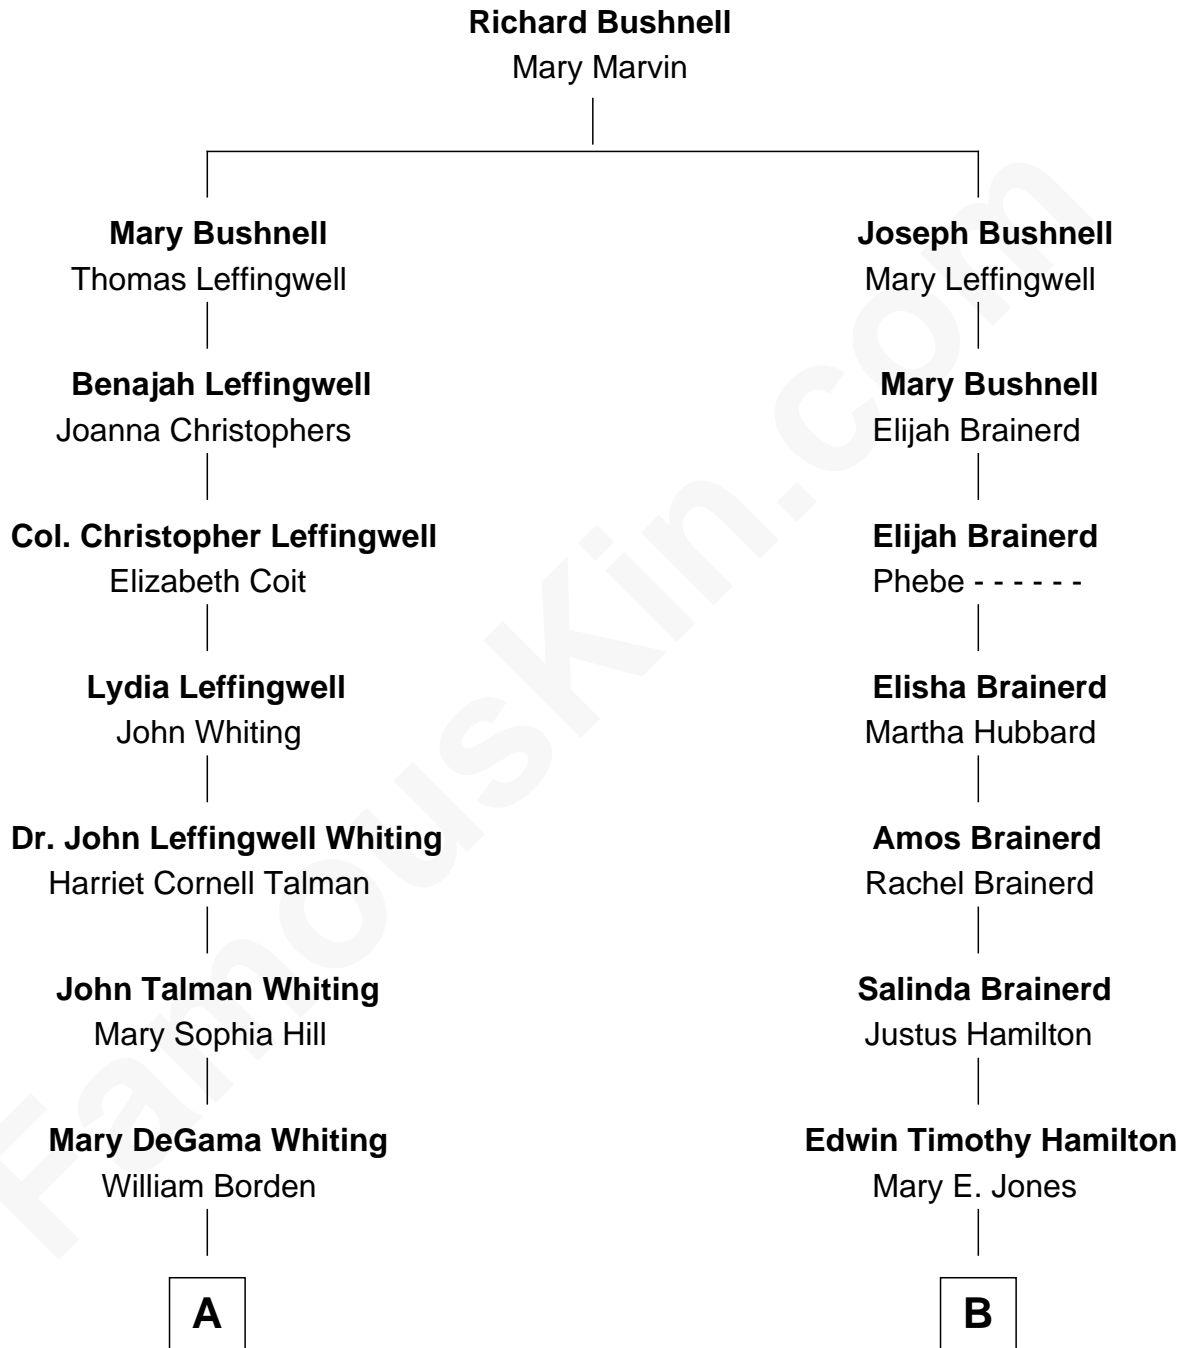 Richard Bushnell
Mary Marvin
Mary Bushnell
Thomas Leffingwell
Joseph Bushnell
Mary Leffingwell
Benajah Leffingwell
Joanna Christophers
Mary Bushnell
Elijah Brainerd
Col. Christopher Leffingwell
Elizabeth Coit
Elijah Brainerd
Phebe - - - - - -
Lydia Leffingwell
John Whiting
Elisha Brainerd
Martha Hubbard
Dr. John Leffingwell Whiting
Harriet Cornell Talman
Amos Brainerd
Rachel Brainerd
John Talman Whiting
Mary Sophia Hill
Salinda Brainerd
Justus Hamilton
Mary DeGama Whiting
William Borden
Edwin Timothy Hamilton
Mary E. Jones
A
B
FamousKin.com